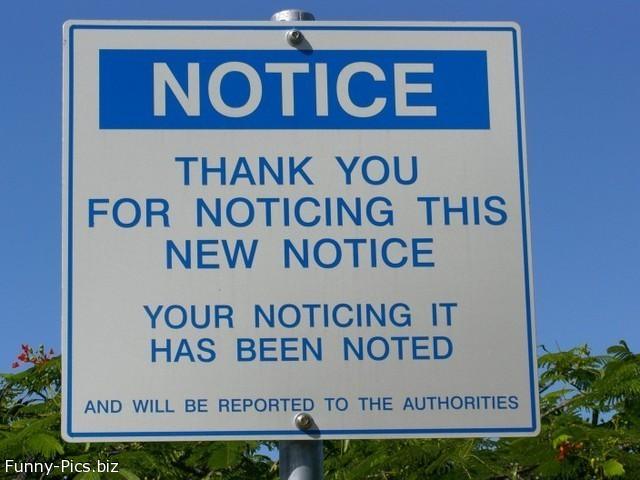 NOTICE
THANK YOU
FOR NOTICING THIS
NEW NOTICE
YOUR NOTICING IT
HAS BEEN NOTED
AND WILL BE REPORTED TO THE AUTHORITIES
Funny-Pics.biz